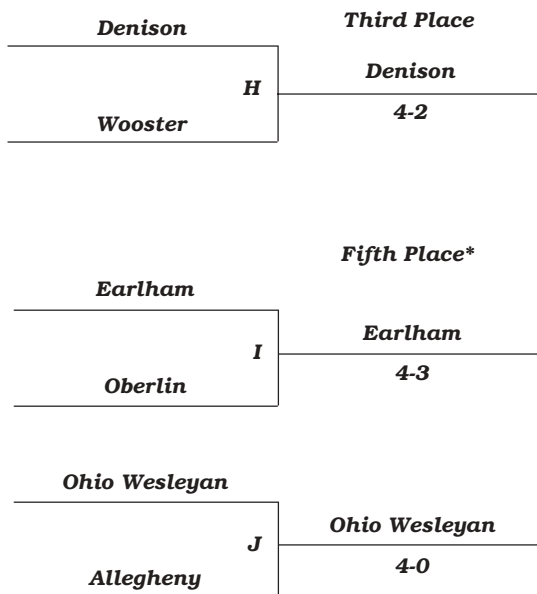 Third Place
Denison
H
Denison
4-2
Wooster
Fifth Place*
Earlham
I
Earlham
4-3
Oberlin
Ohio Wesleyan
J
Ohio Wesleyan
4-0
Allegheny